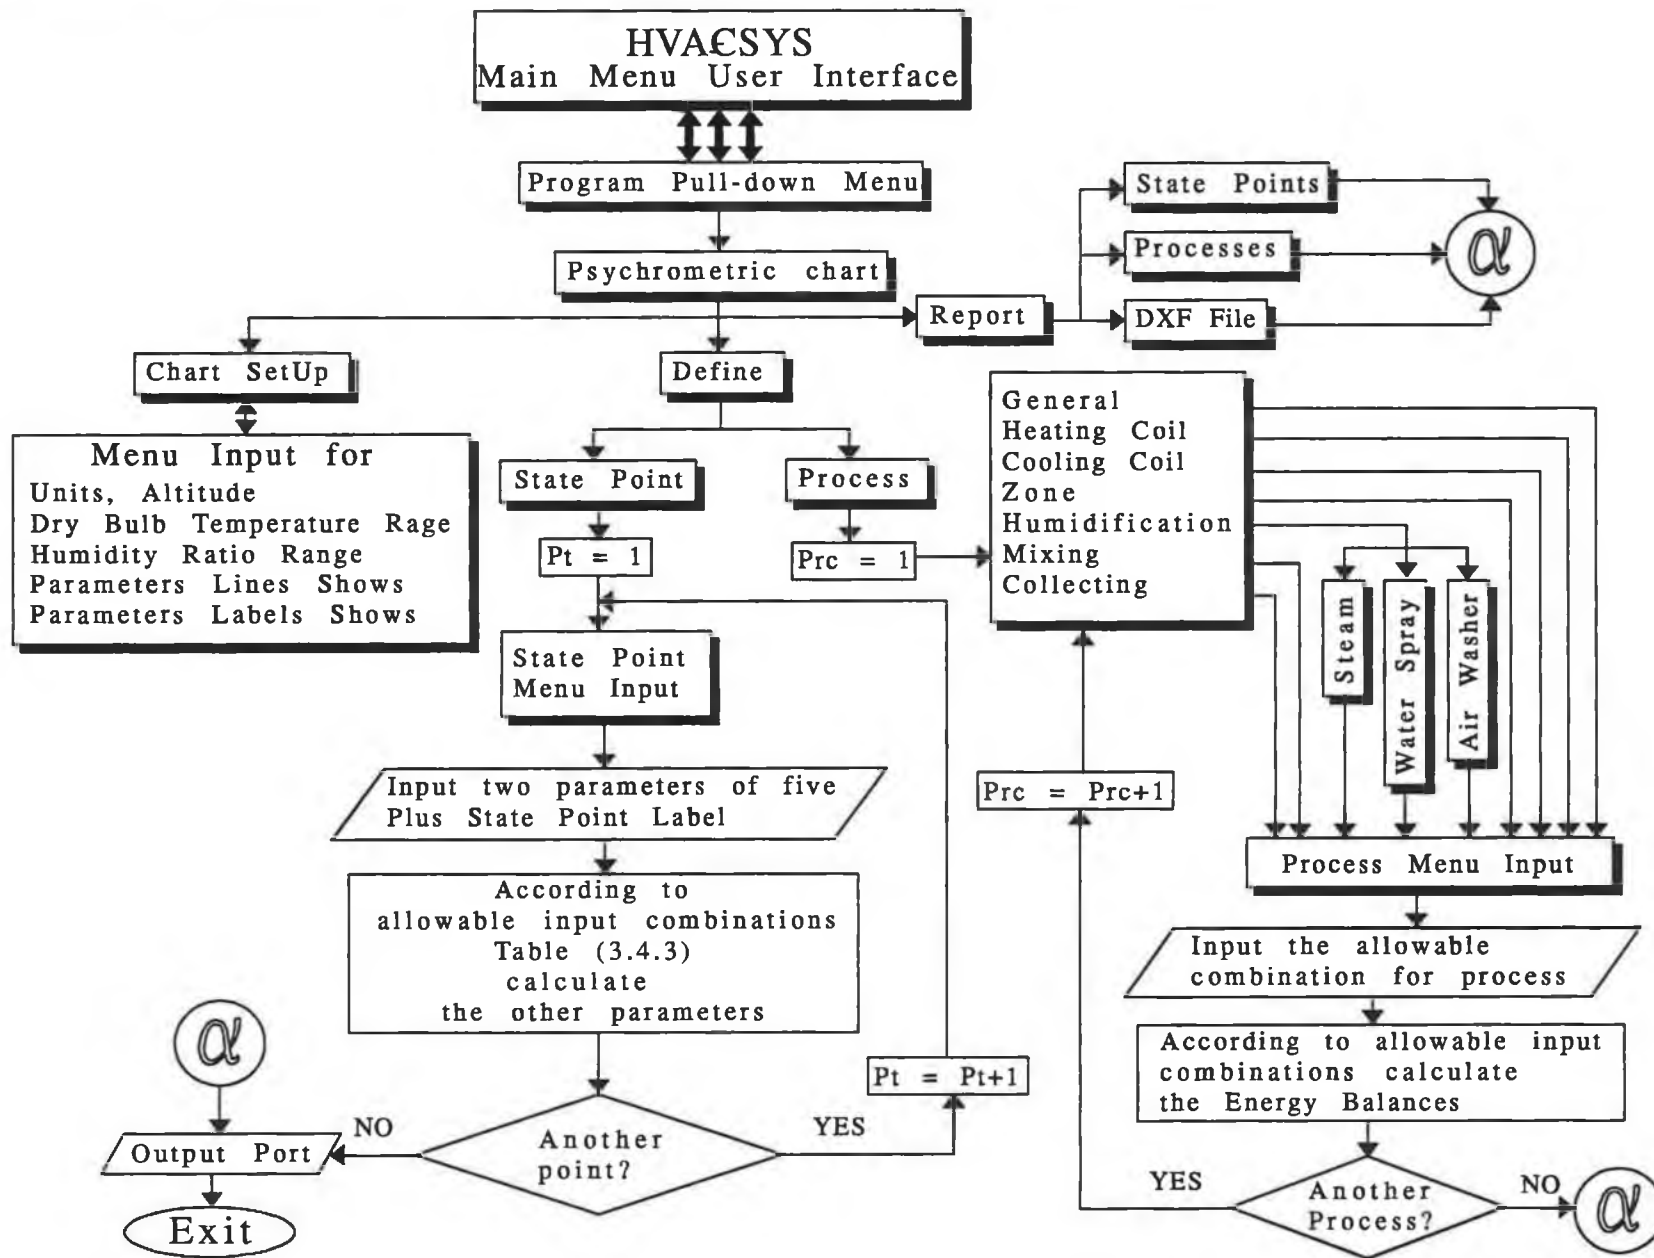 HVAЄSYS
Main Menu User Interface
Program Pull-down Menu
Psychrometric chart
Report
State Points
Processes
DXF File
α
Chart SetUp
Define
Menu Input for
Units, Altitude
Dry Bulb Temperature Rage
Humidity Ratio Range
Parameters Lines Shows
Parameters Labels Shows
State Point
Process
Pt = 1
Prc = 1
General
Heating Coil
Cooling Coil
Zone
Humidification
Mixing
Collecting
Steam
Water Spray
Air Washer
State Point
Menu Input
Input two parameters of five
Plus State Point Label
According to
allowable input combinations
Table (3.4.3)
calculate
the other parameters
Pt = Pt+1
Another
point?
NO
YES
α
Output Port
Exit
Prc = Prc+1
Process Menu Input
Input the allowable
combination for process
According to allowable input
combinations calculate
the Energy Balances
Another
Process?
YES
NO
α